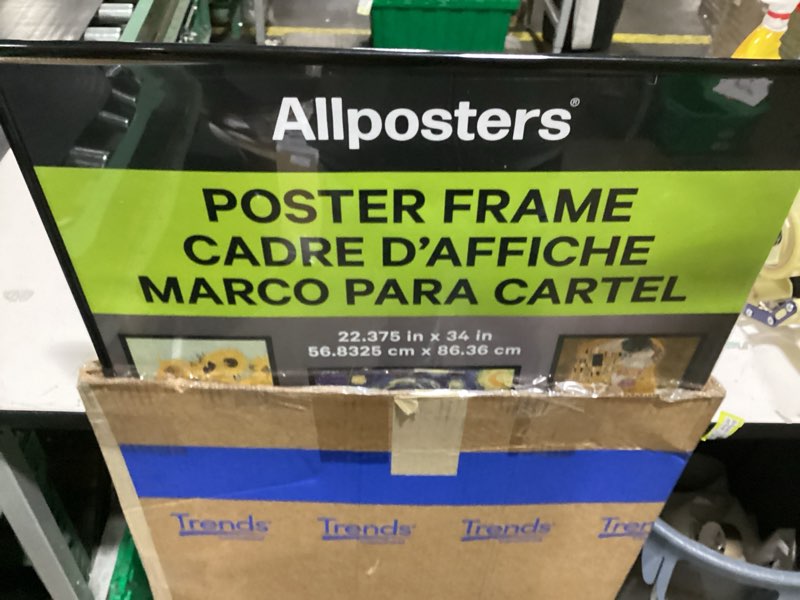 Allposters®
POSTER FRAME
CADRE D'AFFICHE
MARCO PARA CARTEL
22.375 in x 34 in
56.8325 cm x 86.36 cm
Trends Trends Trends Tren